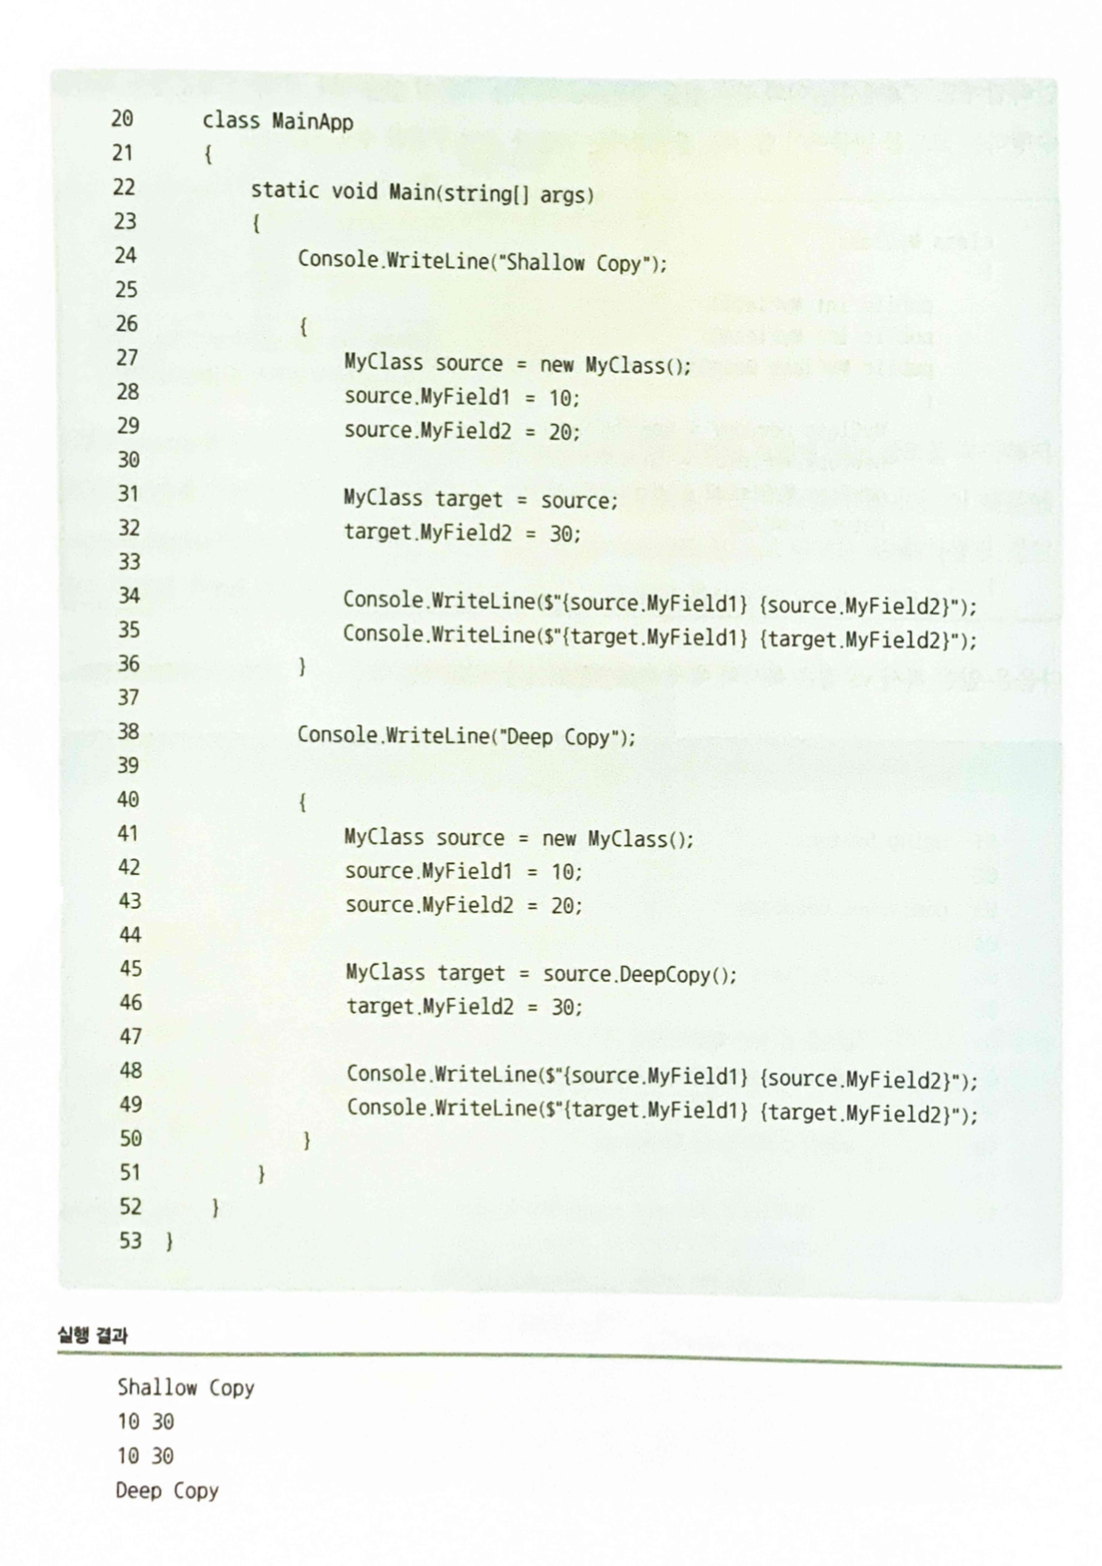 20 class MainApp
21 {
22 static void Main(string[] args)
23 {
24 Console.WriteLine("Shallow Copy");
25
26 {
27 MyClass source = new MyClass();
28 source.MyField1 = 10;
29 source.MyField2 = 20;
30
31 MyClass target = source;
32 target.MyField2 = 30;
33
34 Console.WriteLine($"{source.MyField1} {source.MyField2}");
35 Console.WriteLine($"{target.MyField1} {target.MyField2}");
36 }
37
38 Console.WriteLine("Deep Copy");
39
40 {
41 MyClass source = new MyClass();
42 source.MyField1 = 10;
43 source.MyField2 = 20;
44
45 MyClass target = source.DeepCopy();
46 target.MyField2 = 30;
47
48 Console.WriteLine($"{source.MyField1} {source.MyField2}");
49 Console.WriteLine($"{target.MyField1} {target.MyField2}");
50 }
51 }
52 }
53 }
실행 결과
Shallow Copy
10 30
10 30
Deep Copy